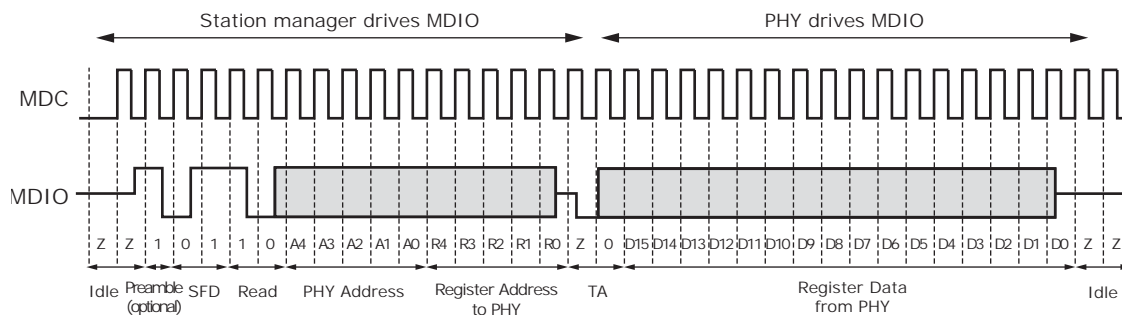 Station manager drives MDIO PHY drives MDIO
MDC
MDIO
Z Z 1 0 1 1 0 A4 A3 A2 A1 A0 R4 R3 R2 R1 R0 Z 0 D15 D14 D13 D12 D11 D10 D9 D8 D7 D6 D5 D4 D3 D2 D1 D0 Z Z
Idle Preamble SFD Read PHY Address Register Address TA Register Data Idle
(optional) to PHY from PHY